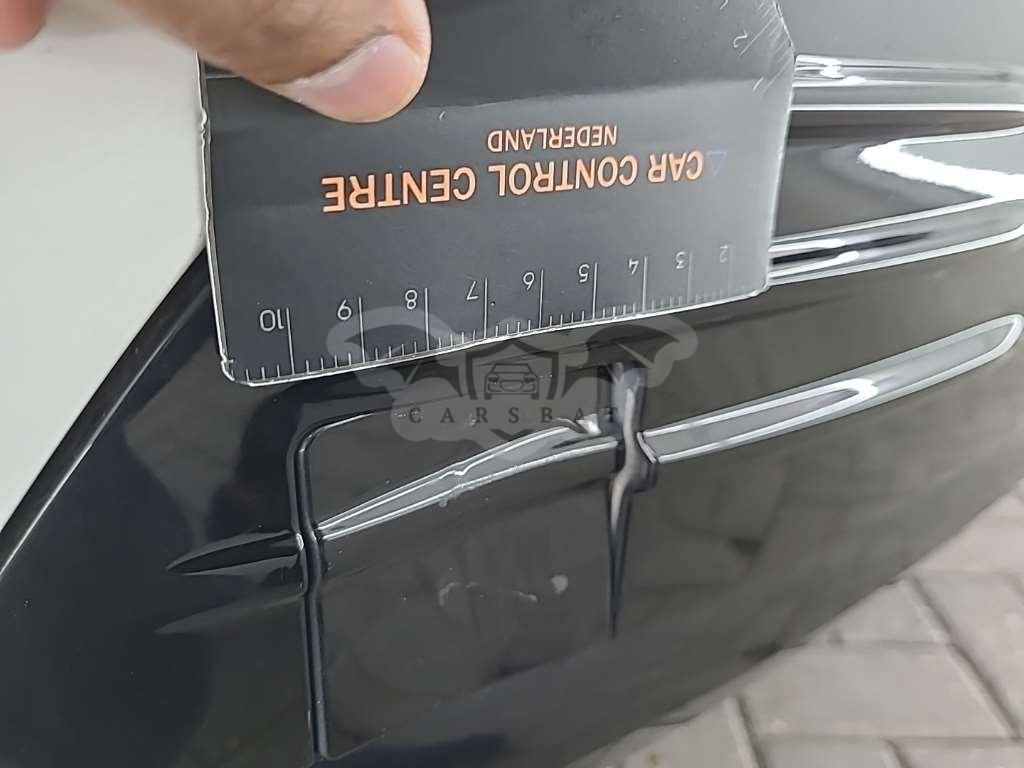 CAR CONTROL CENTRE
NEDERLAND
2 3 4 5 6 7 8 9 10
CARSBAT